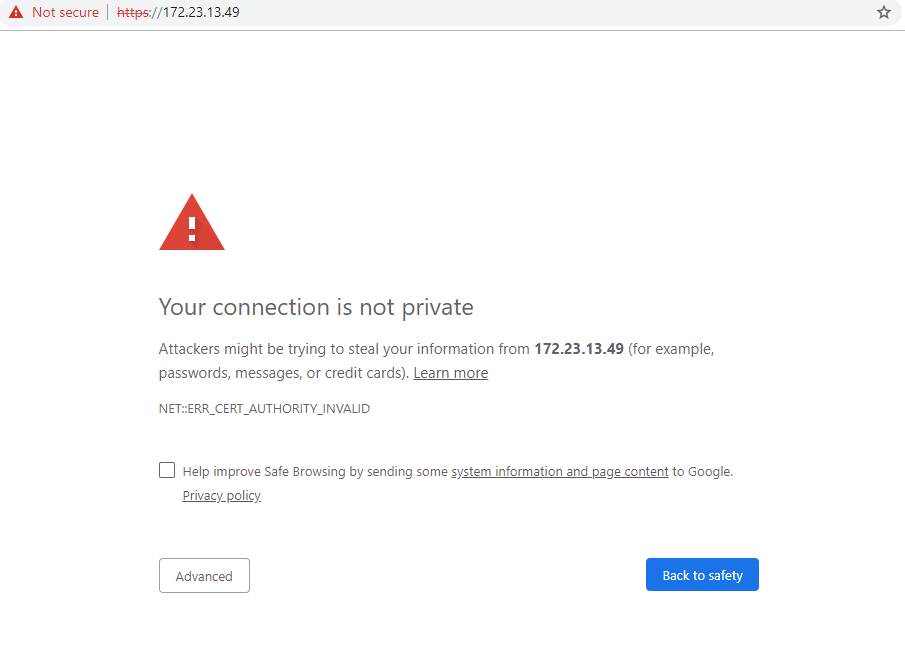 Not secure | https://172.23.13.49
Your connection is not private
Attackers might be trying to steal your information from 172.23.13.49 (for example,
passwords, messages, or credit cards). Learn more
NET::ERR_CERT_AUTHORITY_INVALID
Help improve Safe Browsing by sending some system information and page content to Google.
Privacy policy
Advanced
Back to safety